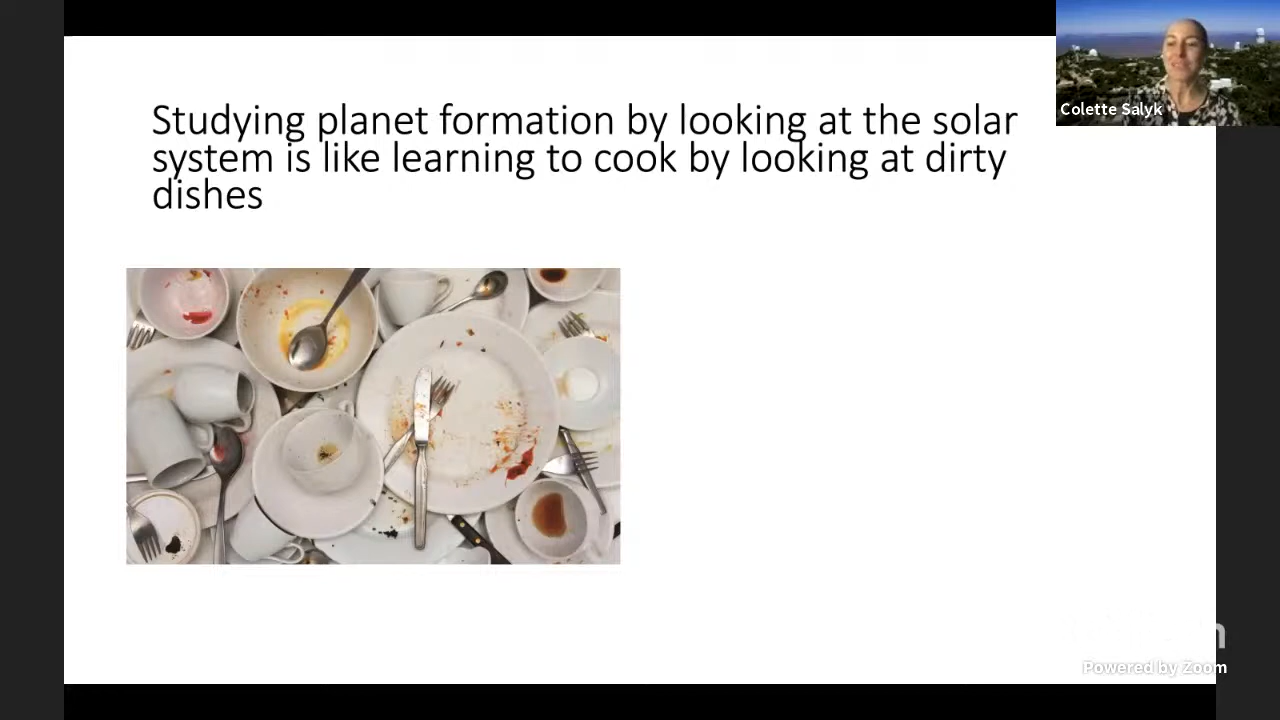 Studying planet formation by looking at the solar
system is like learning to cook by looking at dirty
dishes
Colette Salyk
Powered by Zoom